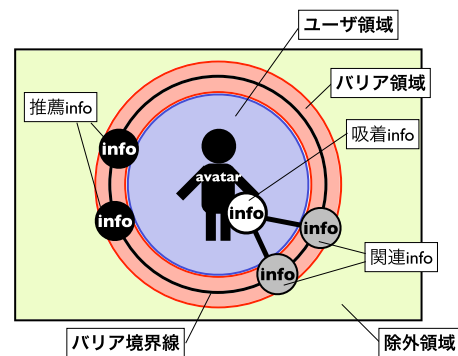 ユーザ領域
バリア領域
推薦info
吸着info
info
avatar
info
info
info
関連info
info
バリア境界線
除外領域